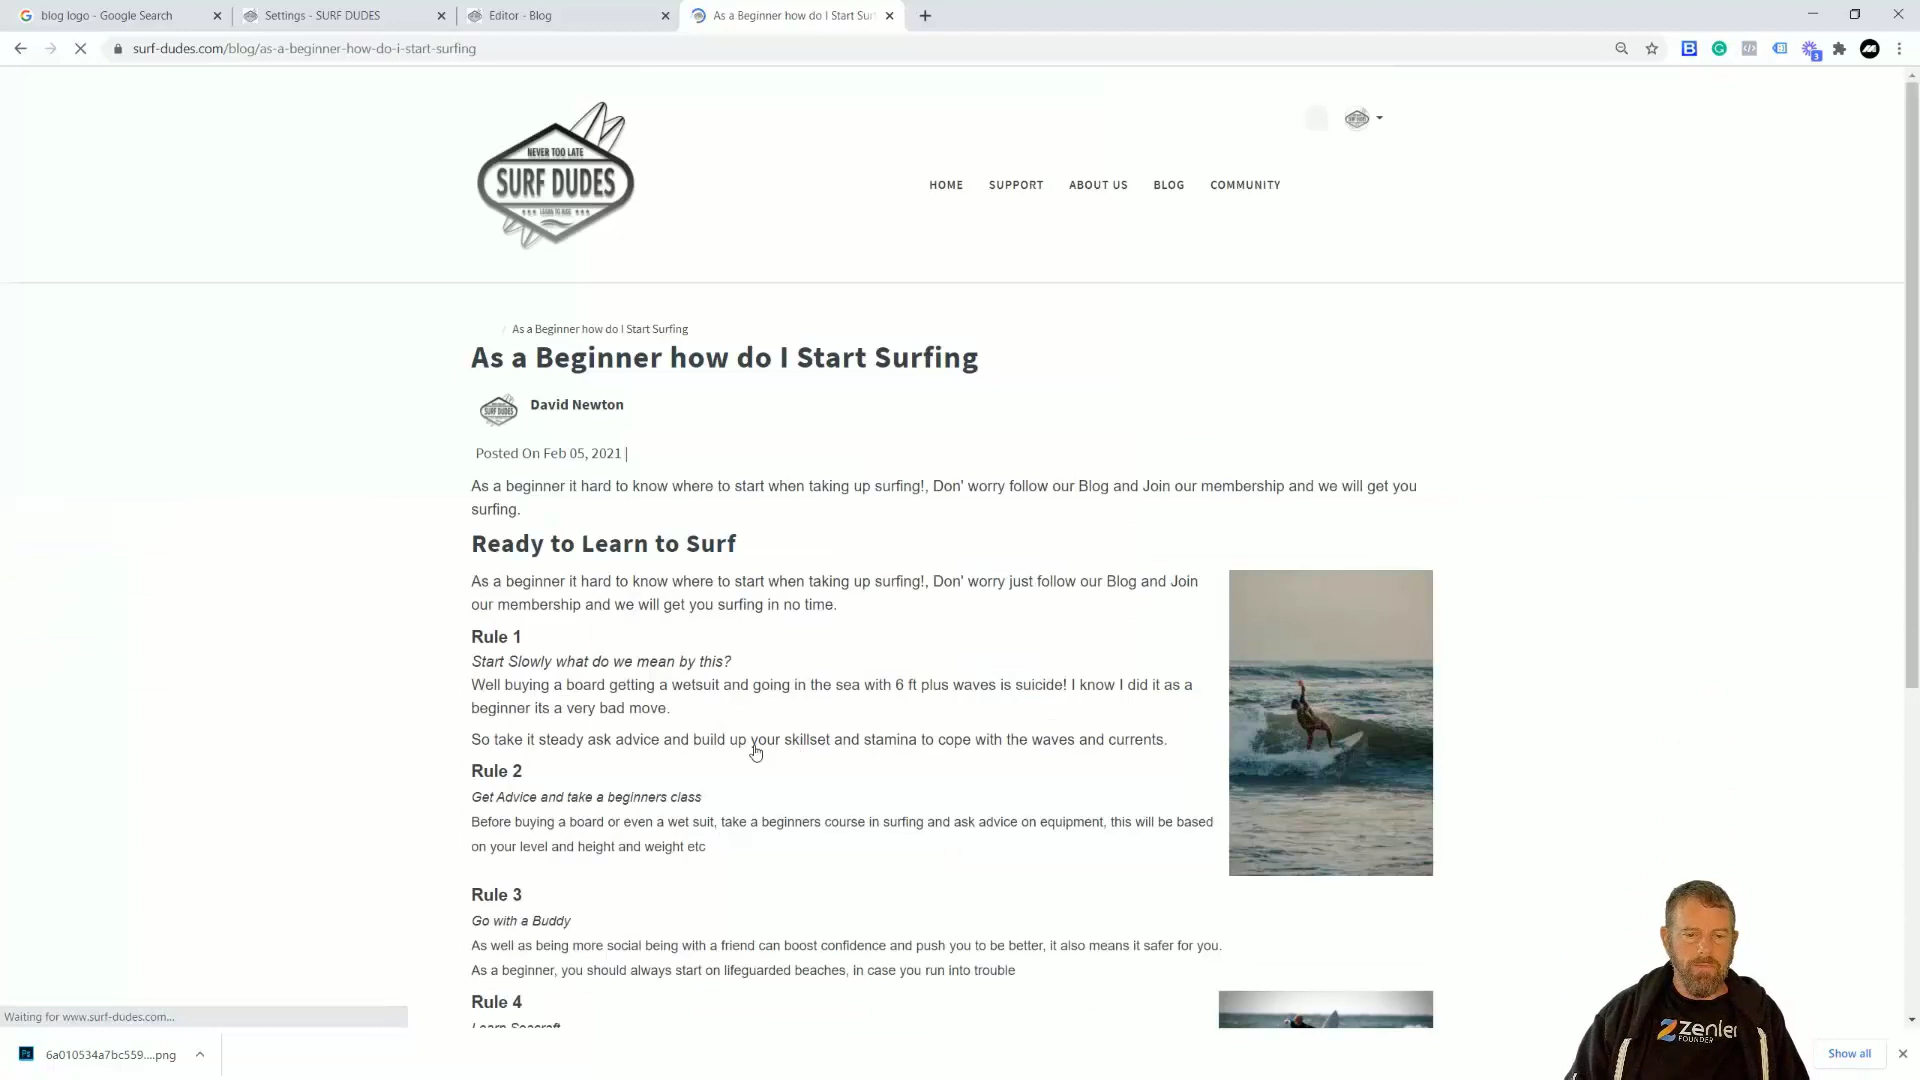 blog logo - Google Search
Settings - SURF DUDES
Editor - Blog
As a Beginner how do I Start Sur
surf-dudes.com/blog/as-a-beginner-how-do-i-start-surfing
3
NEVER TOO LATE
SURF DUDES
LEARN TO RIDE
HOME SUPPORT ABOUT US BLOG COMMUNITY
/ As a Beginner how do I Start Surfing
As a Beginner how do I Start Surfing
SURF DUDES
David Newton
Posted On Feb 05, 2021 |
As a beginner it hard to know where to start when taking up surfing!, Don' worry follow our Blog and Join our membership and we will get you
surfing.
Ready to Learn to Surf
As a beginner it hard to know where to start when taking up surfing!, Don' worry just follow our Blog and Join
our membership and we will get you surfing in no time.
Rule 1
Start Slowly what do we mean by this?
Well buying a board getting a wetsuit and going in the sea with 6 ft plus waves is suicide! I know I did it as a
beginner its a very bad move.
So take it steady ask advice and build up your skillset and stamina to cope with the waves and currents.
Rule 2
Get Advice and take a beginners class
Before buying a board or even a wet suit, take a beginners course in surfing and ask advice on equipment, this will be based
on your level and height and weight etc
Rule 3
Go with a Buddy
As well as being more social being with a friend can boost confidence and push you to be better, it also means it safer for you.
As a beginner, you should always start on lifeguarded beaches, in case you run into trouble
Rule 4
Learn Seacraft
Waiting for www.surf-dudes.com...
6a010534a7bc559....png
Show all
Zenler
FOUNDER